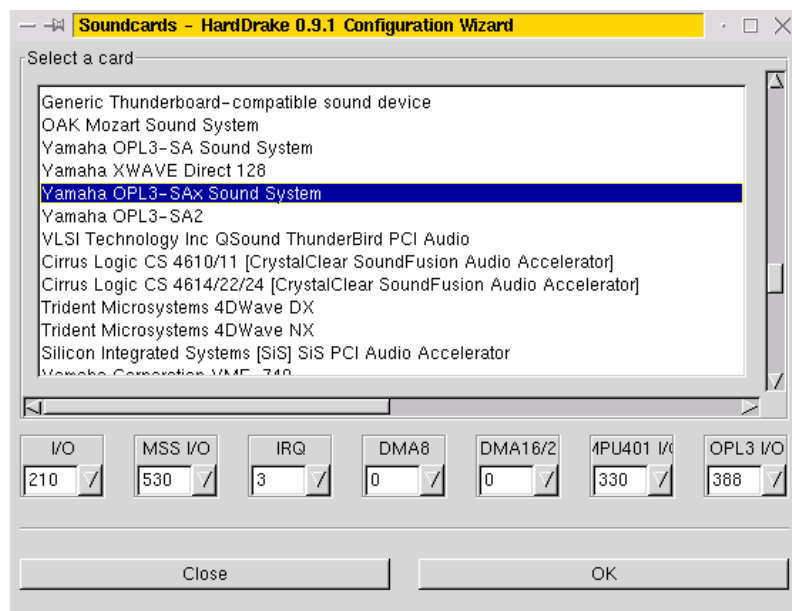 Soundcards - HardDrake 0.9.1 Configuration Wizard
Select a card
Generic Thunderboard-compatible sound device
OAK Mozart Sound System
Yamaha OPL3-SA Sound System
Yamaha XWAVE Direct 128
Yamaha OPL3-SAx Sound System
Yamaha OPL3-SA2
VLSI Technology Inc QSound ThunderBird PCI Audio
Cirrus Logic CS 4610/11 [CrystalClear SoundFusion Audio Accelerator]
Cirrus Logic CS 4614/22/24 [CrystalClear SoundFusion Audio Accelerator]
Trident Microsystems 4DWave DX
Trident Microsystems 4DWave NX
Silicon Integrated Systems [SiS] SiS PCI Audio Accelerator
Yamaha Corporation
I/O MSS I/O IRQ DMA8 DMA16/2 MPU401 I/O OPL3 I/O
210 530 3 0 0 330 388
Close OK